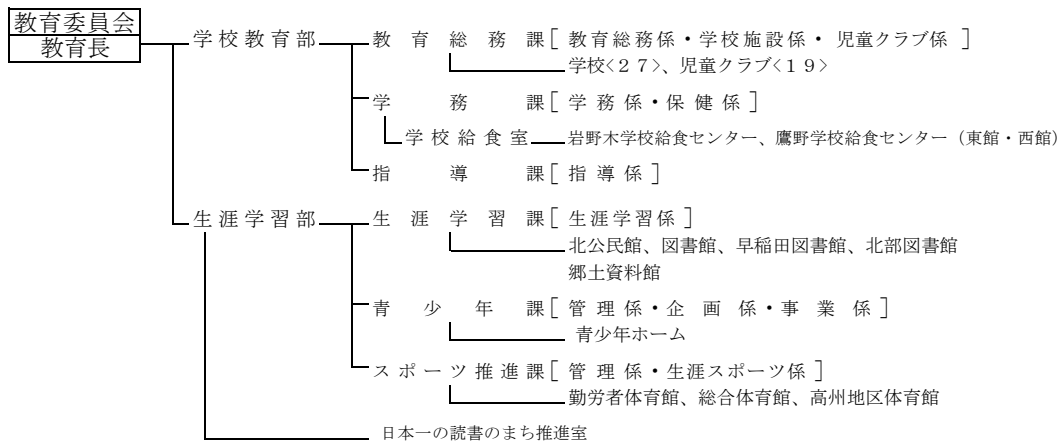 教育委員会
教育長
学校教育部 教育総務課[教育総務係・学校施設係・児童クラブ係]
学校<２７>、児童クラブ<１９>
学務課[学務係・保健係]
学校給食室 岩野木学校給食センター、鷹野学校給食センター（東館・西館）
指導課[指導係]
生涯学習部 生涯学習課[生涯学習係]
北公民館、図書館、早稲田図書館、北部図書館
郷土資料館
青少年課[管理係・企画係・事業係]
青少年ホーム
スポーツ推進課[管理係・生涯スポーツ係]
勤労者体育館、総合体育館、高州地区体育館
日本一の読書のまち推進室